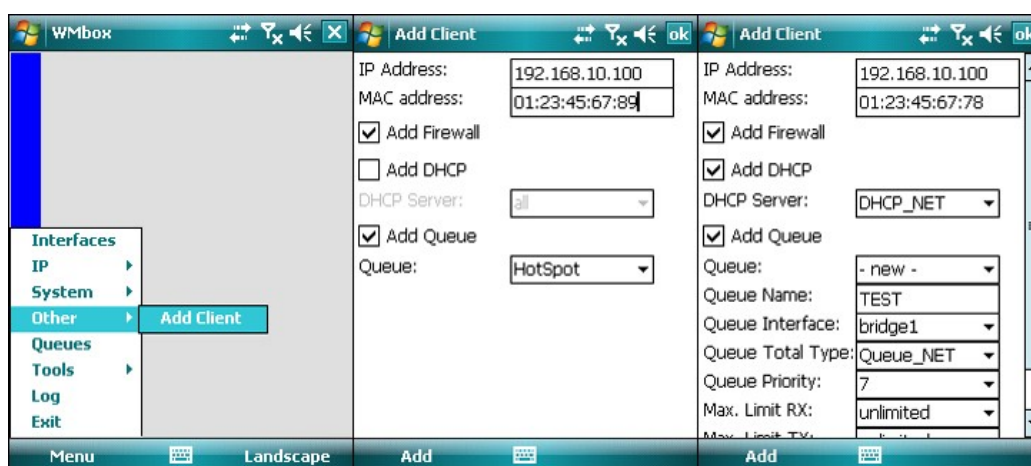 WMbox
Interfaces
IP
System
Other
Add Client
Queues
Tools
Log
Exit
Menu
Landscape
Add Client
ok
IP Address:
192.168.10.100
MAC address:
01:23:45:67:89
Add Firewall
Add DHCP
DHCP Server:
all
Add Queue
Queue:
HotSpot
Add
Add Client
ok
IP Address:
192.168.10.100
MAC address:
01:23:45:67:78
Add Firewall
Add DHCP
DHCP Server:
DHCP_NET
Add Queue
Queue:
- new -
Queue Name:
TEST
Queue Interface:
bridge1
Queue Total Type:
Queue_NET
Queue Priority:
7
Max. Limit RX:
unlimited
Max. Limit TX:
Add